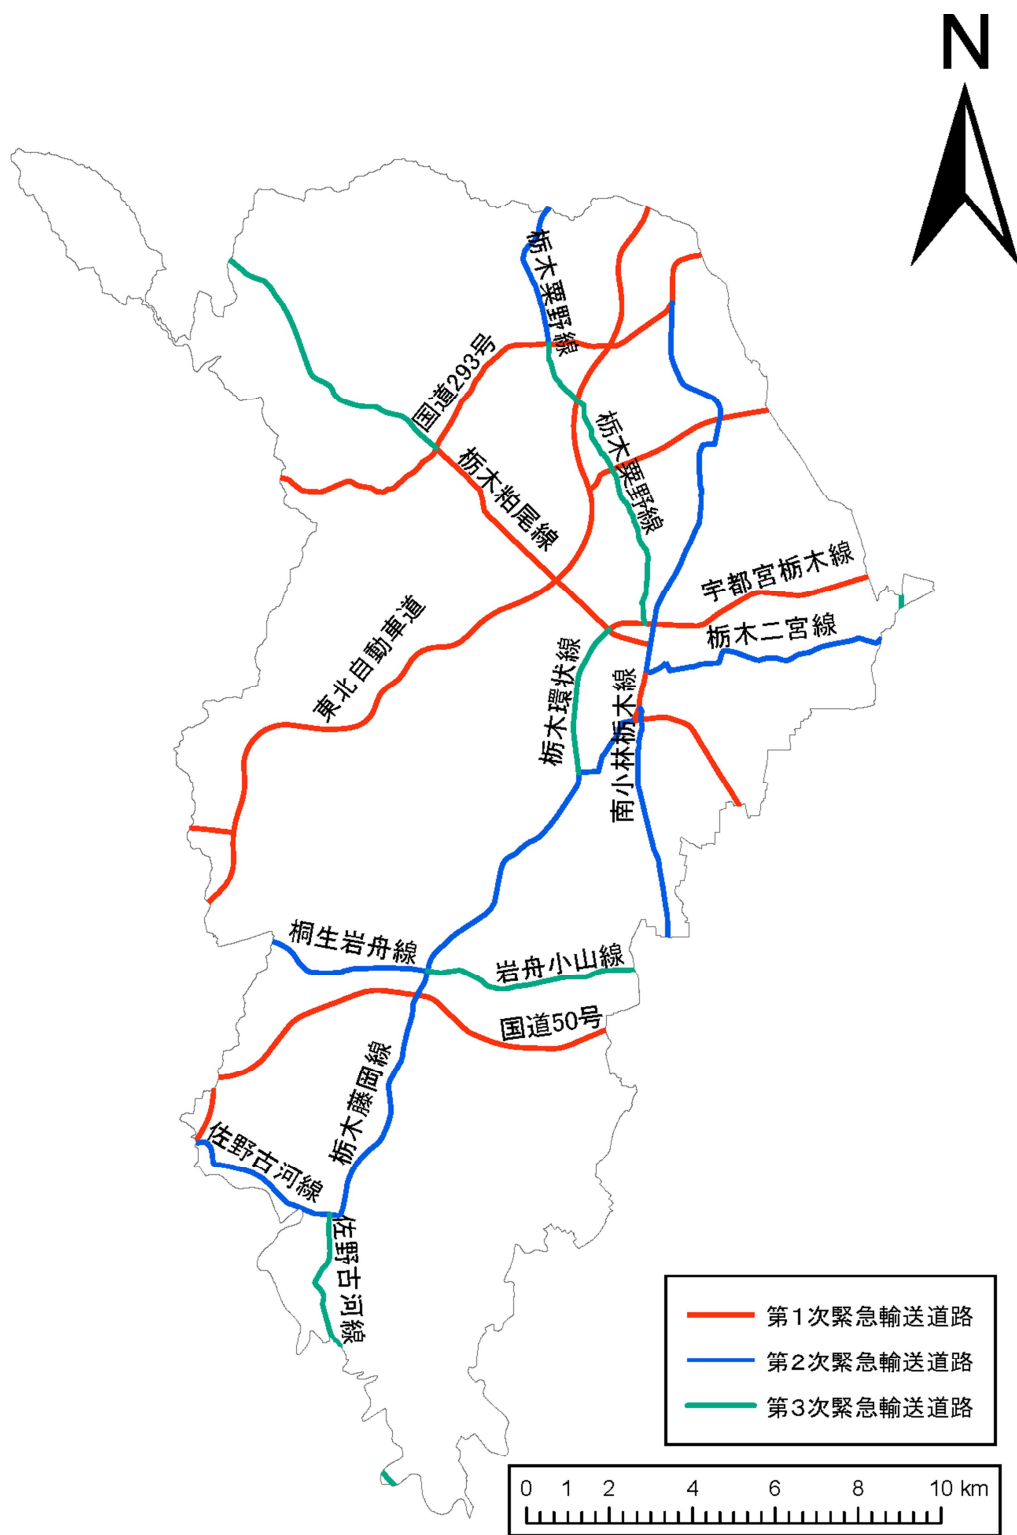 N
栃木粟野線
国道293号
栃木粟野線
栃木粕尾線
宇都宮栃木線
栃木二宮線
東北自動車道
栃木環状線
南小林栃木線
桐生岩舟線
岩舟小山線
国道50号
栃木藤岡線
佐野古河線
佐野古河線
第1次緊急輸送道路
第2次緊急輸送道路
第3次緊急輸送道路
0 1 2 4 6 8 10 km